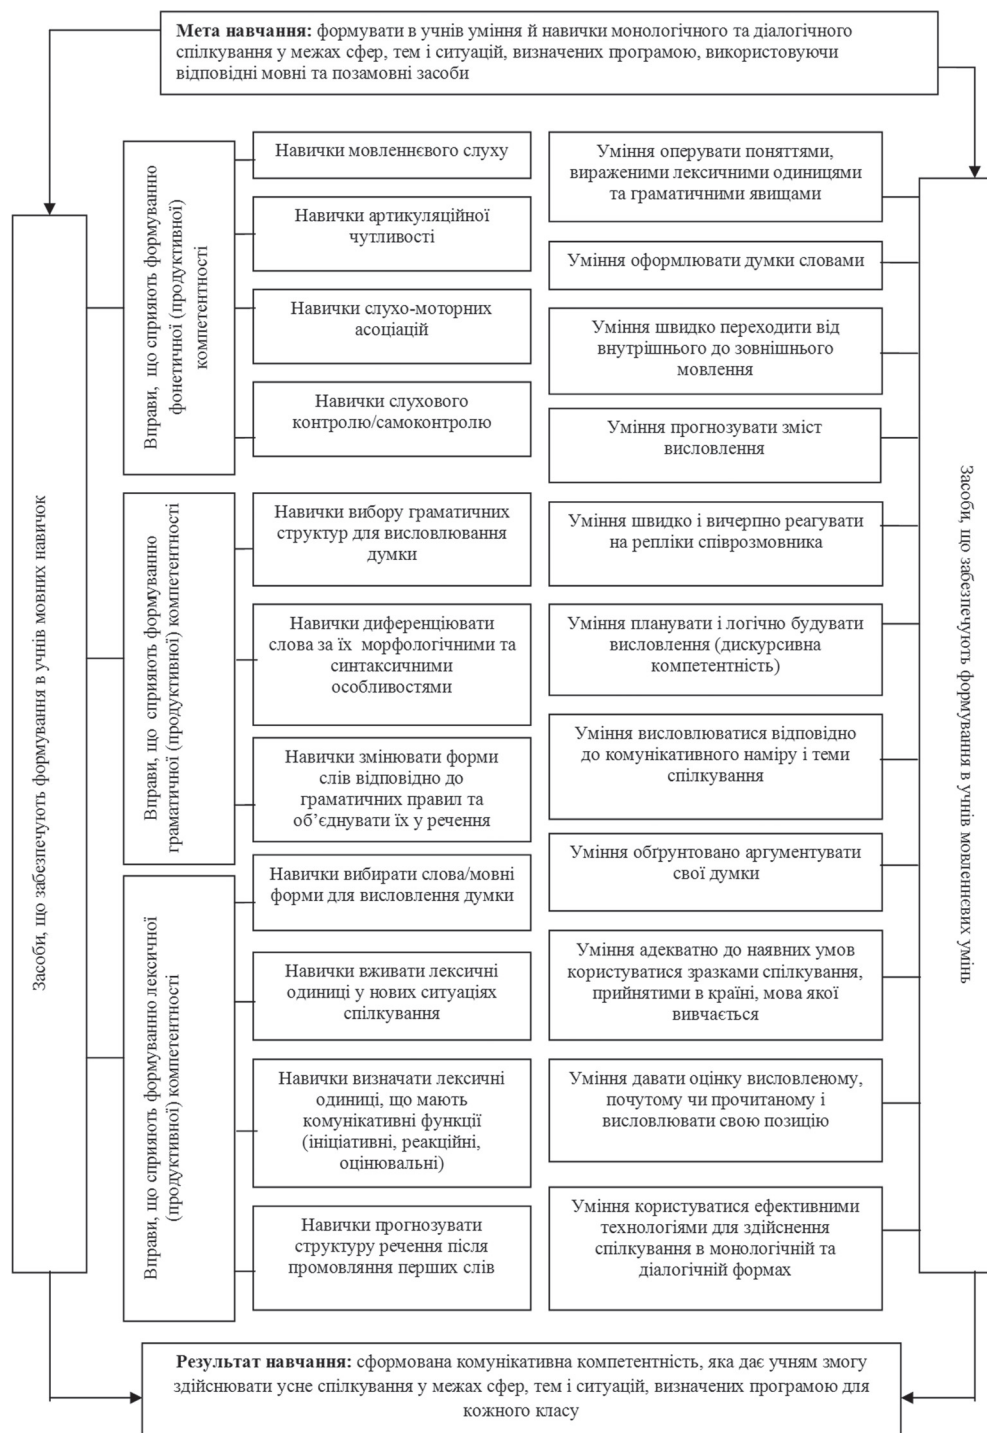 Мета навчання: формувати в учнів уміння й навички монологічного та діалогічного
спілкування у межах сфер, тем і ситуацій, визначених програмою, використовуючи
відповідні мовні та позамовні засоби
Засоби, що забезпечують формування в учнів мовних навичок
Вправи, що сприяють формуванню
фонетичної (продуктивної)
компетентності
Навички мовленнєвого слуху
Навички артикуляційної
чутливості
Навички слухо-моторних
асоціацій
Навички слухового
контролю/самоконтролю
Вправи, що сприяють формуванню
граматичної (продуктивної) компетентності
Навички вибору граматичних
структур для висловлювання
думки
Навички диференціювати
слова за їх морфологічними та
синтаксичними
особливостями
Навички змінювати форми
слів відповідно до
граматичних правил та
об’єднувати їх у речення
Вправи, що сприяють формуванню лексичної
(продуктивної) компетентності
Навички вибирати слова/мовні
форми для висловлення думки
Навички вживати лексичні
одиниці у нових ситуаціях
спілкування
Навички визначати лексичні
одиниці, що мають
комунікативні функції
(ініціативні, реакційні,
оцінювальні)
Навички прогнозувати
структуру речення після
промовляння перших слів
Уміння оперувати поняттями,
вираженими лексичними одиницями
та граматичними явищами
Уміння оформлювати думки словами
Уміння швидко переходити від
внутрішнього до зовнішнього
мовлення
Уміння прогнозувати зміст
висловлення
Уміння швидко і вичерпно реагувати
на репліки співрозмовника
Уміння планувати і логічно будувати
висловлення (дискурсивна
компетентність)
Уміння висловлюватися відповідно
до комунікативного наміру і теми
спілкування
Уміння обґрунтовано аргументувати
свої думки
Уміння адекватно до наявних умов
користуватися зразками спілкування,
прийнятими в країні, мова якої
вивчається
Уміння давати оцінку висловленому,
почутому чи прочитаному і
висловлювати свою позицію
Уміння користуватися ефективними
технологіями для здійснення
спілкування в монологічній та
діалогічній формах
Засоби, що забезпечують формування в учнів мовленнєвих умінь
Результат навчання: сформована комунікативна компетентність, яка дає учням змогу
здійснювати усне спілкування у межах сфер, тем і ситуацій, визначених програмою для
кожного класу